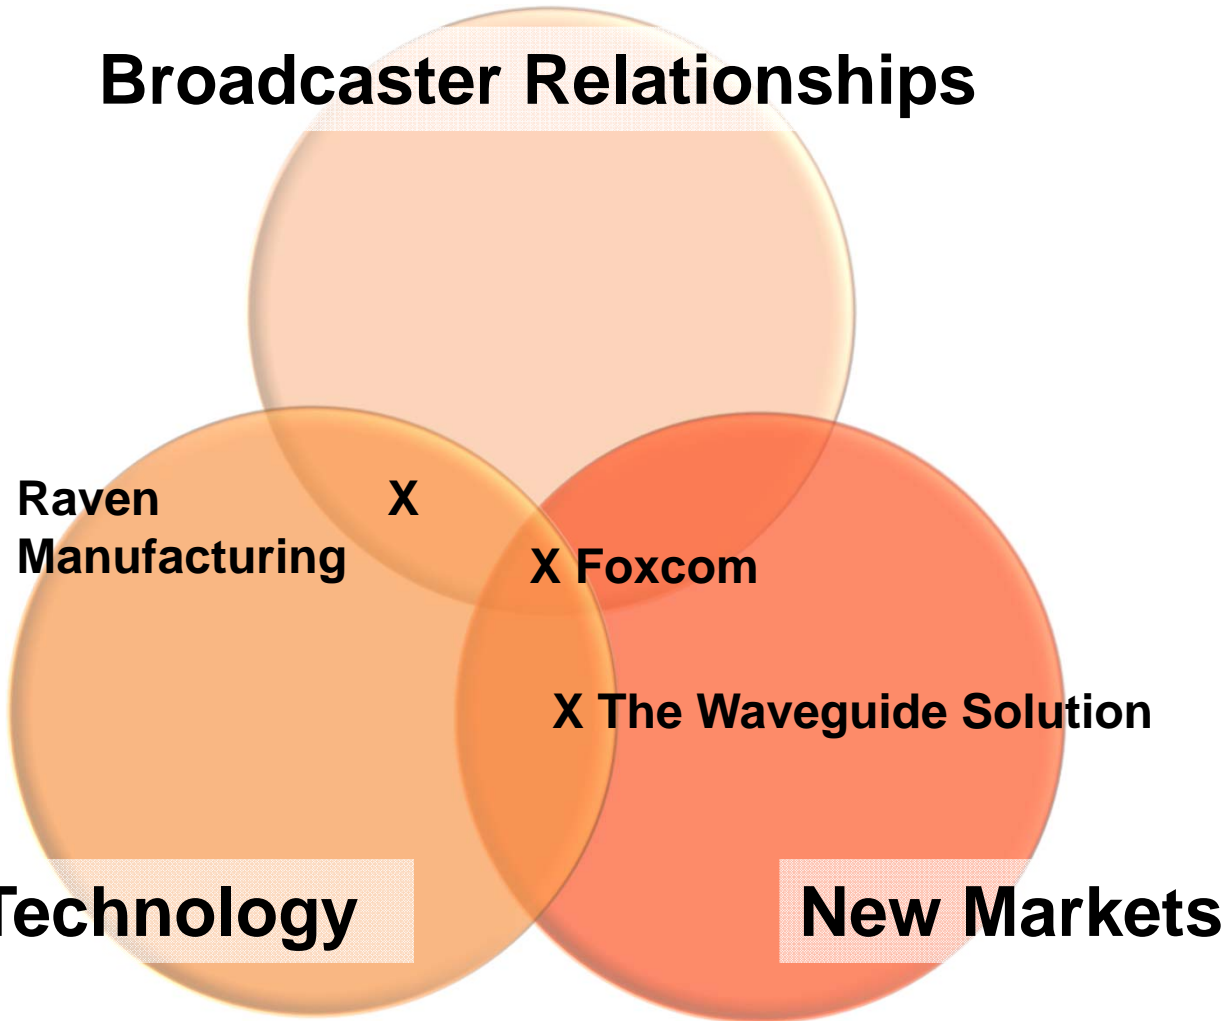 Broadcaster Relationships
Raven X
Manufacturing
X Foxcom
X The Waveguide Solution
Technology
New Markets